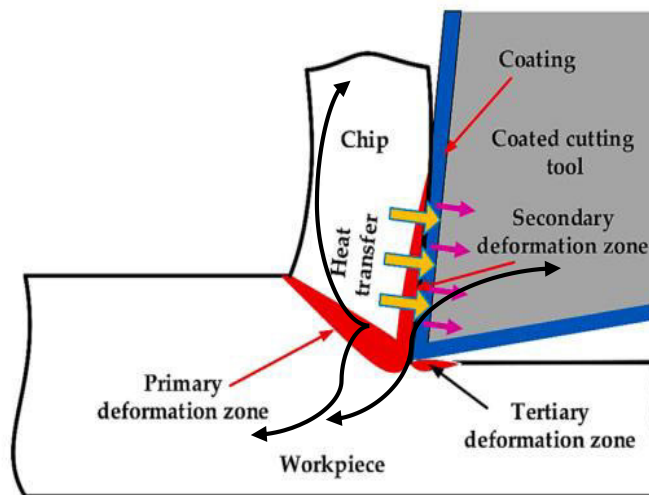 Coating
Chip
Coated cutting
tool
Heat
transfer
Secondary
deformation zone
Primary
deformation zone
Tertiary
deformation zone
Workpiece